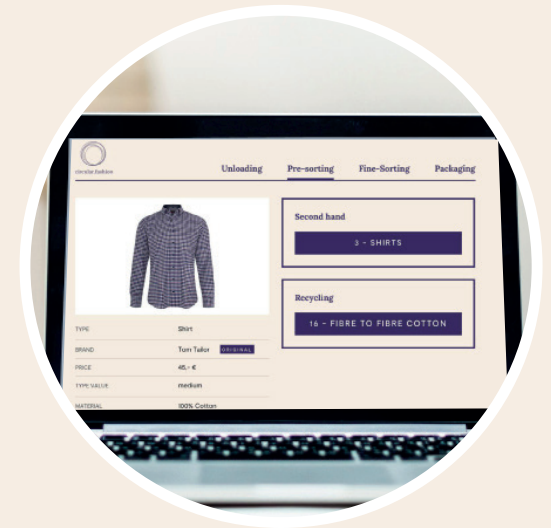 circular fashion
Unloading Pre-sorting Fine-Sorting Packaging
Second hand
3 - SHIRTS
Recycling
16 - FIBRE TO FIBRE COTTON
TYPE Shirt
BRAND Tom Tailor ORIGINAL
PRICE 45,- €
TYPE VALUE medium
MATERIAL 100% Cotton